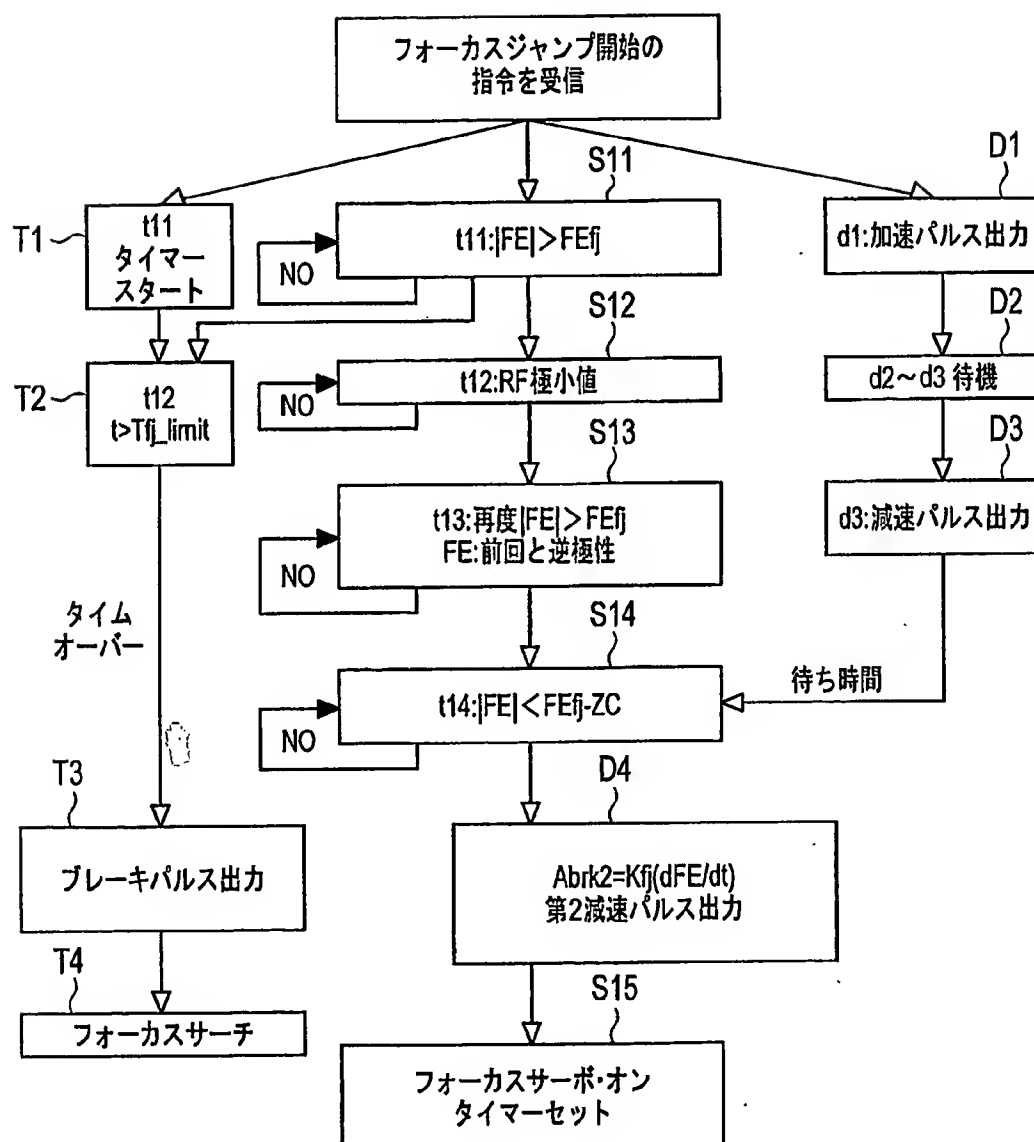 フォーカスジャンプ開始の
指令を受信
T1
t11
タイマー
スタート
S11
t11:|FE|>FEfj
NO
D1
d1:加速パルス出力
T2
t12
t>Tfj_limit
S12
t12:RF極小値
NO
D2
d2～d3 待機
S13
t13:再度|FE|>FEfj
FE:前回と逆極性
NO
D3
d3:減速パルス出力
タイム
オーバー
S14
t14:|FE|<FEfj-ZC
NO
待ち時間
T3
ブレーキパルス出力
D4
Abrk2=Kfj(dFE/dt)
第2減速パルス出力
T4
フォーカスサーチ
S15
フォーカスサーボ・オン
タイマーセット